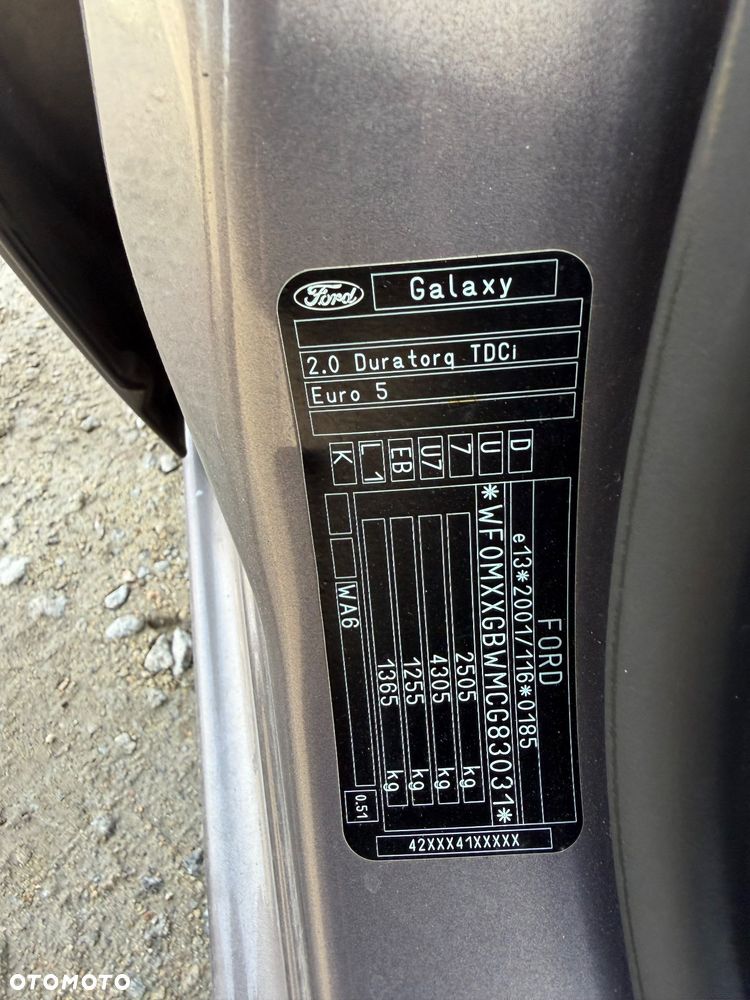 Ford
Galaxy
2.0 Duratorq TDCi
Euro 5
FORD
e13*2001/116*0185
*WF0MXXGBWMCG83031*
2505 kg
4305 kg
1255 kg
1365 kg
D U 7 U7 EB L1 K
WA6
0.51
42XXX41XXXXX
OTOMOTO